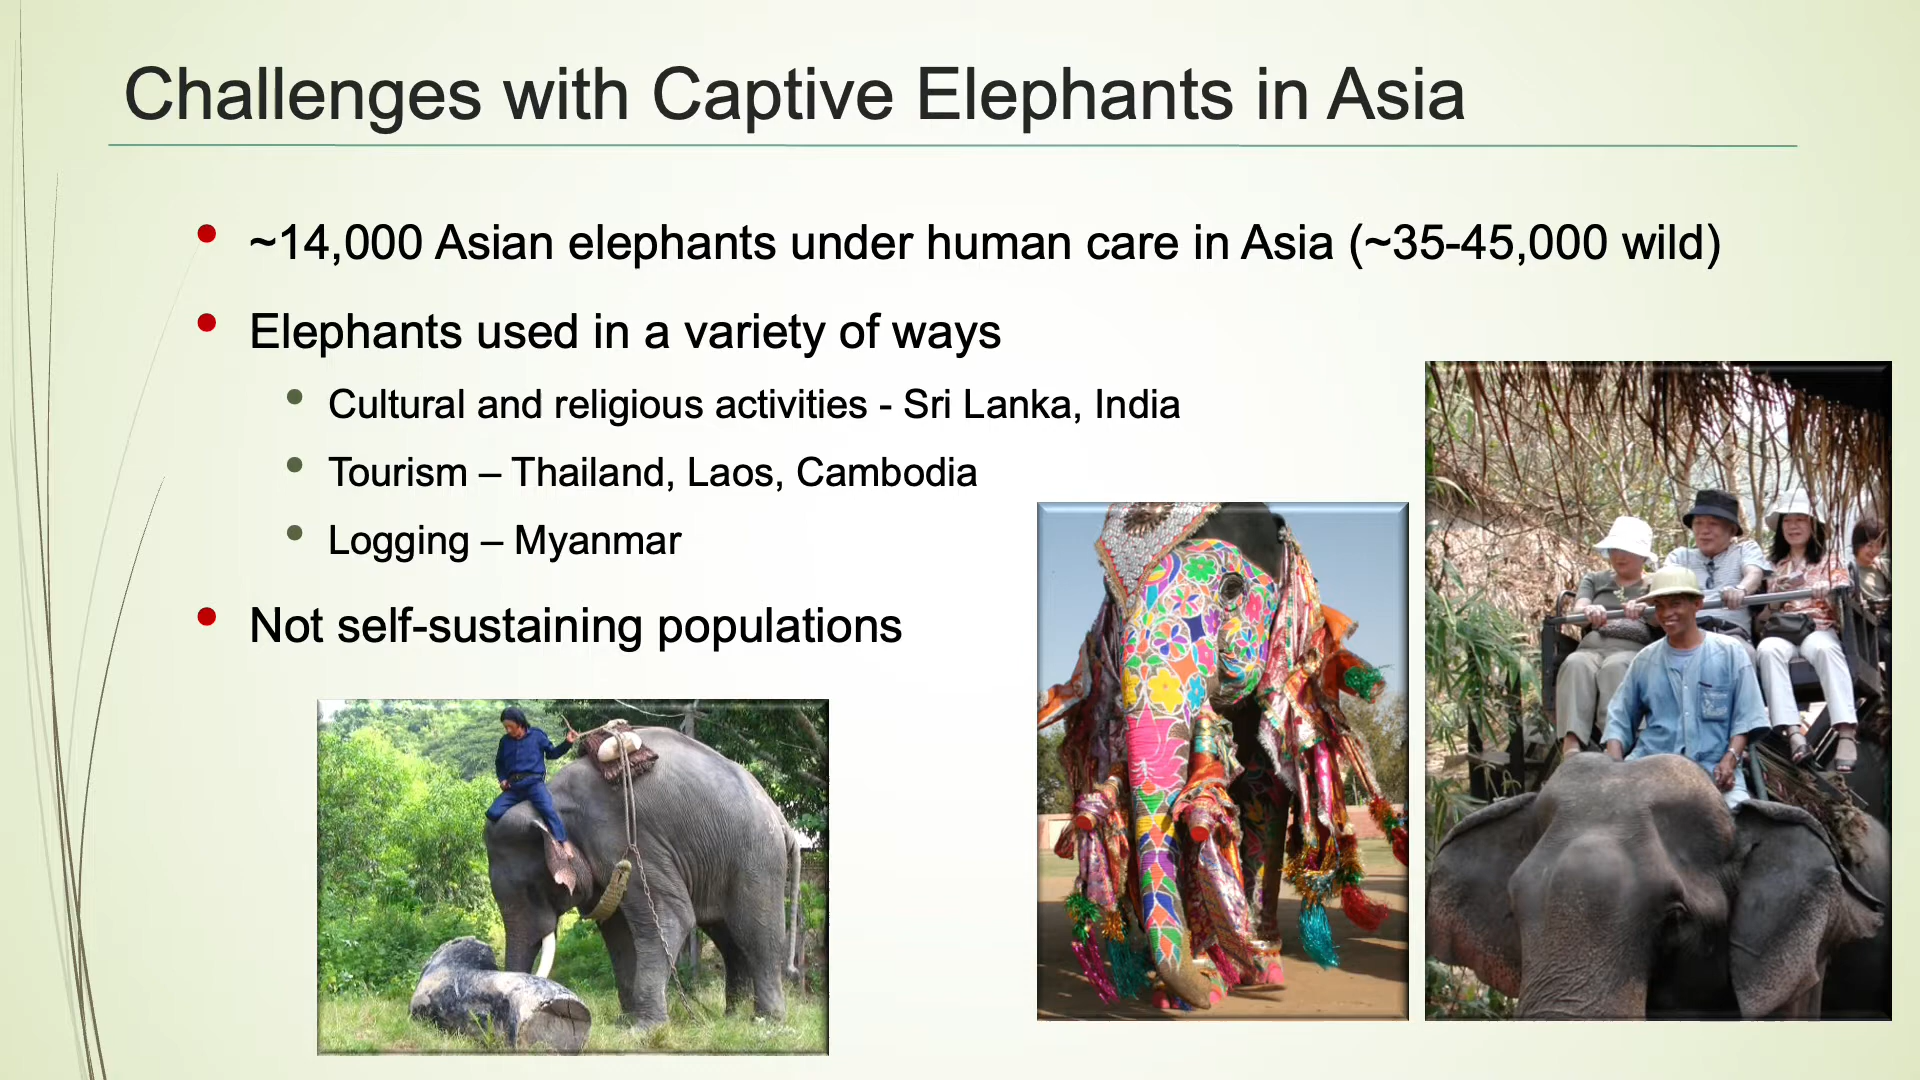 Challenges with Captive Elephants in Asia
• ~14,000 Asian elephants under human care in Asia (~35-45,000 wild)
• Elephants used in a variety of ways
• Cultural and religious activities - Sri Lanka, India
• Tourism – Thailand, Laos, Cambodia
• Logging – Myanmar
• Not self-sustaining populations